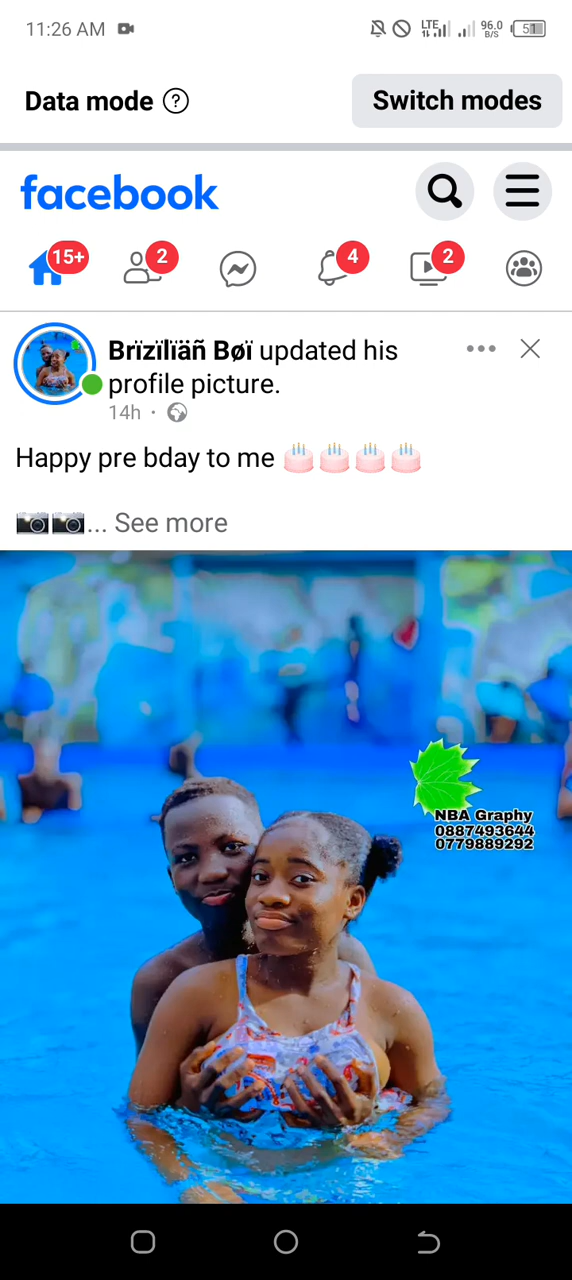 11:26 AM
LTE
96.0
B/S
51
Data mode ?
Switch modes
facebook
15+
2
4
2
Brïzïlïäñ Bøï updated his
profile picture.
14h ·
Happy pre bday to me 🎂🎂🎂🎂
📷📷... See more
NBA Graphy
0887493644
0779889292